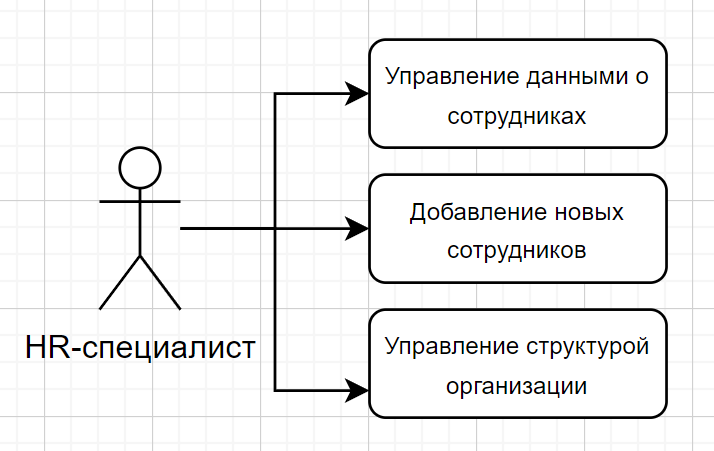 Управление данными о
сотрудниках
Добавление новых
сотрудников
HR-специалист
Управление структурой
организации